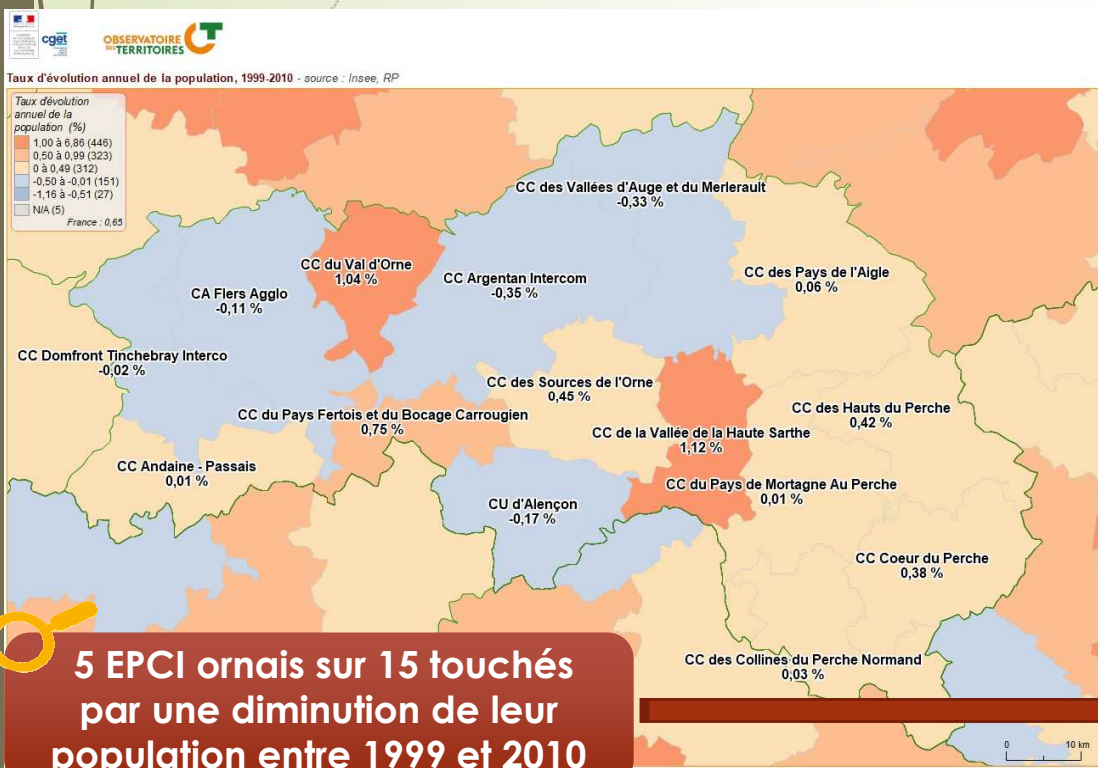 cget
OBSERVATOIRE
DES TERRITOIRES
Taux d'évolution annuel de la population, 1999-2010 - source : Insee, RP
Taux d'évolution
annuel de la
population (%)
1,00 à 6,86 (446)
0,50 à 0,99 (323)
0 à 0,49 (312)
-0,50 à -0,01 (151)
-1,16 à -0,51 (27)
N/A (5)
France : 0,65
CC des Vallées d'Auge et du Merlerault
-0,33 %
CC du Val d'Orne
1,04 %
CC Argentan Intercom
-0,35 %
CC des Pays de l'Aigle
0,06 %
CA Flers Agglo
-0,11 %
CC Domfront Tinchebray Interco
-0,02 %
CC des Sources de l'Orne
0,45 %
CC du Pays Fertois et du Bocage Carrougien
0,75 %
CC des Hauts du Perche
0,42 %
CC de la Vallée de la Haute Sarthe
1,12 %
CC Andaine - Passais
0,01 %
CC du Pays de Mortagne Au Perche
0,01 %
CU d'Alençon
-0,17 %
CC Coeur du Perche
0,38 %
CC des Collines du Perche Normand
0,03 %
5 EPCI ornais sur 15 touchés
par une diminution de leur
population entre 1999 et 2010
0 10 km